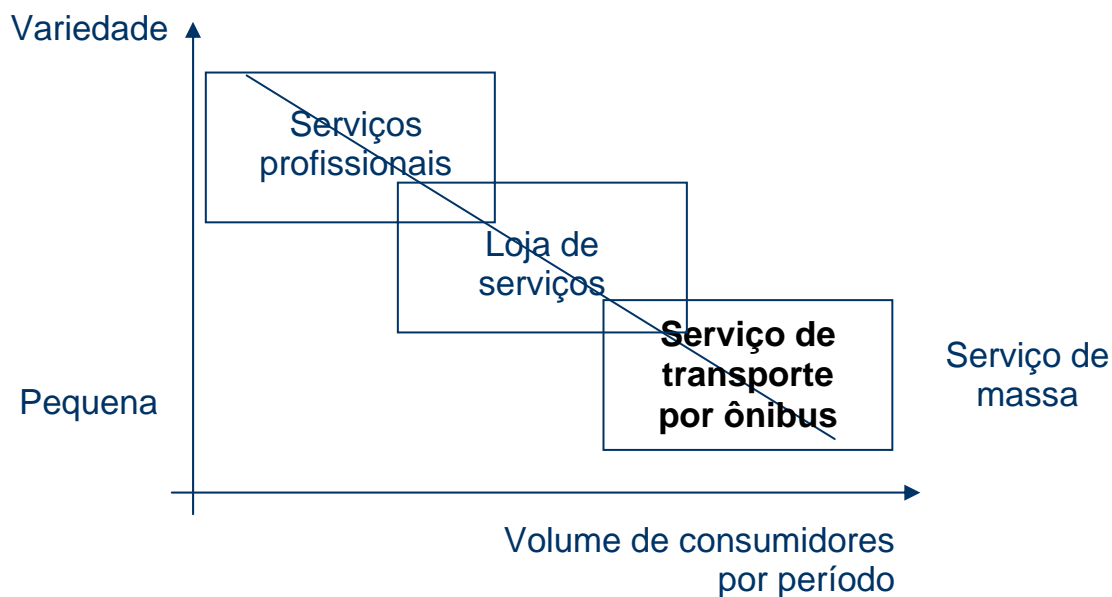 Variedade
Serviços
profissionais
Loja de
serviços
Serviço de
transporte
por ônibus
Serviço de
massa
Pequena
Volume de consumidores
por período